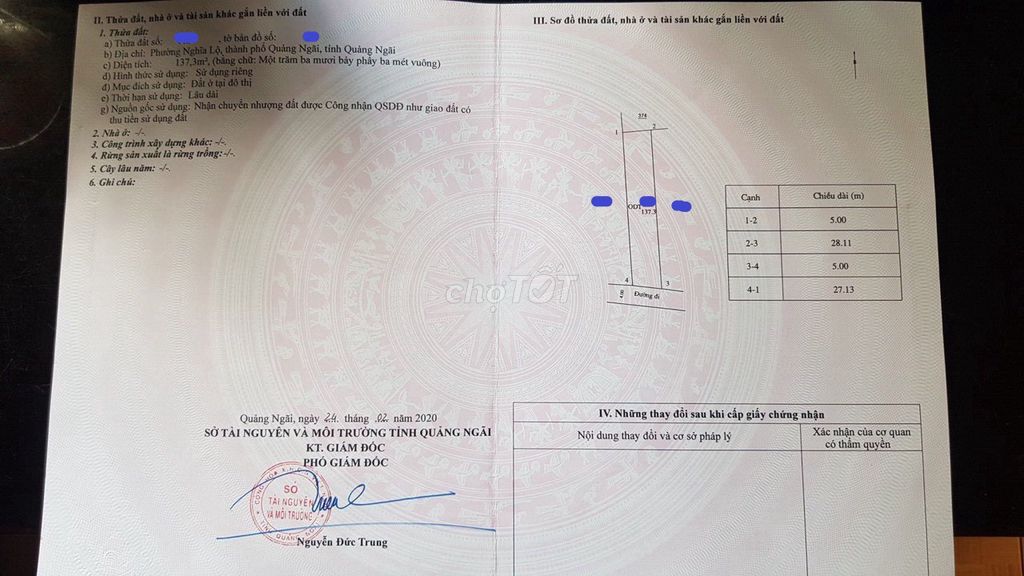 II. Thửa đất, nhà ở và tài sản khác gắn liền với đất
1. Thửa đất:
a) Thửa đất số: , tờ bản đồ số:
b) Địa chỉ: Phường Nghĩa Lộ, thành phố Quảng Ngãi, tỉnh Quảng Ngãi
c) Diện tích: 137,3m², (bằng chữ: Một trăm ba mươi bảy phẩy ba mét vuông)
d) Hình thức sử dụng: Sử dụng riêng
đ) Mục đích sử dụng: Đất ở tại đô thị
e) Thời hạn sử dụng: Lâu dài
g) Nguồn gốc sử dụng: Nhận chuyển nhượng đất được Công nhận QSDĐ như giao đất có
thu tiền sử dụng đất
2. Nhà ở: -/-.
3. Công trình xây dựng khác: -/-.
4. Rừng sản xuất là rừng trồng:-/-.
5. Cây lâu năm: -/-.
6. Ghi chú:
Quảng Ngãi, ngày 24 tháng 02 năm 2020
SỞ TÀI NGUYÊN VÀ MÔI TRƯỜNG TỈNH QUẢNG NGÃI
KT. GIÁM ĐỐC
PHÓ GIÁM ĐỐC
SỞ
TÀI NGUYÊN
VÀ MÔI TRƯỜNG
TỈNH QUẢNG NGÃI
Nguyễn Đức Trung
III. Sơ đồ thửa đất, nhà ở và tài sản khác gắn liền với đất
1 2
ODT
137.3
4 3
Đường đi
Cạnh Chiều dài (m)
1-2 5.00
2-3 28.11
3-4 5.00
4-1 27.13
choTỐT
IV. Những thay đổi sau khi cấp giấy chứng nhận
Nội dung thay đổi và cơ sở pháp lý
Xác nhận của cơ quan
có thẩm quyền